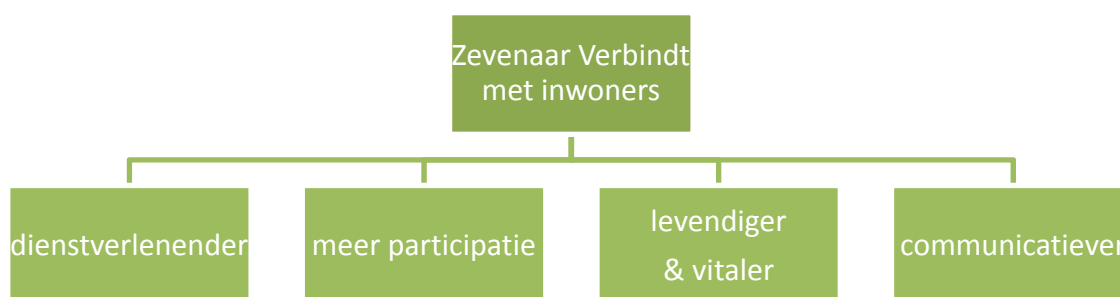 Zevenaar Verbindt
met inwoners
dienstverlenender
meer participatie
levendiger
& vitaler
communicatiever